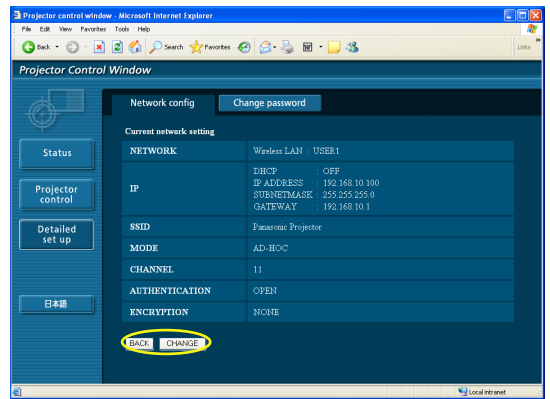 Projector control window - Microsoft Internet Explorer
File Edit View Favorites Tools Help
Back Search Favorites Links
Projector Control Window
Network config Change password
Current network setting
Status
Projector control
Detailed set up
日本語
NETWORK Wireless LAN : USER1
IP
DHCP : OFF
IP ADDRESS : 192.168.10.100
SUBNETMASK : 255.255.255.0
GATEWAY : 192.168.10.1
SSID Panasonic Projector
MODE AD-HOC
CHANNEL 11
AUTHENTICATION OPEN
ENCRYPTION NONE
BACK CHANGE
Local intranet